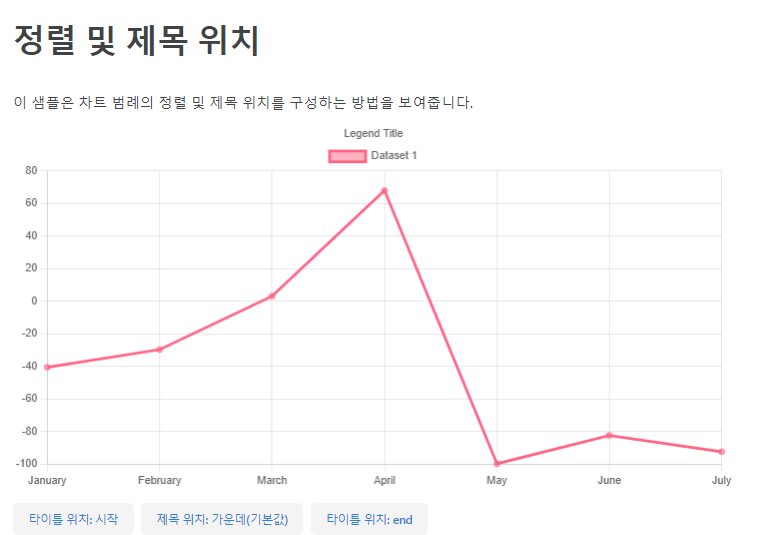 정렬 및 제목 위치
이 샘플은 차트 범례의 정렬 및 제목 위치를 구성하는 방법을 보여줍니다.
Legend Title
Dataset 1
80
60
40
20
0
-20
-40
-60
-80
-100
January February March April May June July
타이틀 위치: 시작 제목 위치: 가운데(기본값) 타이틀 위치: end